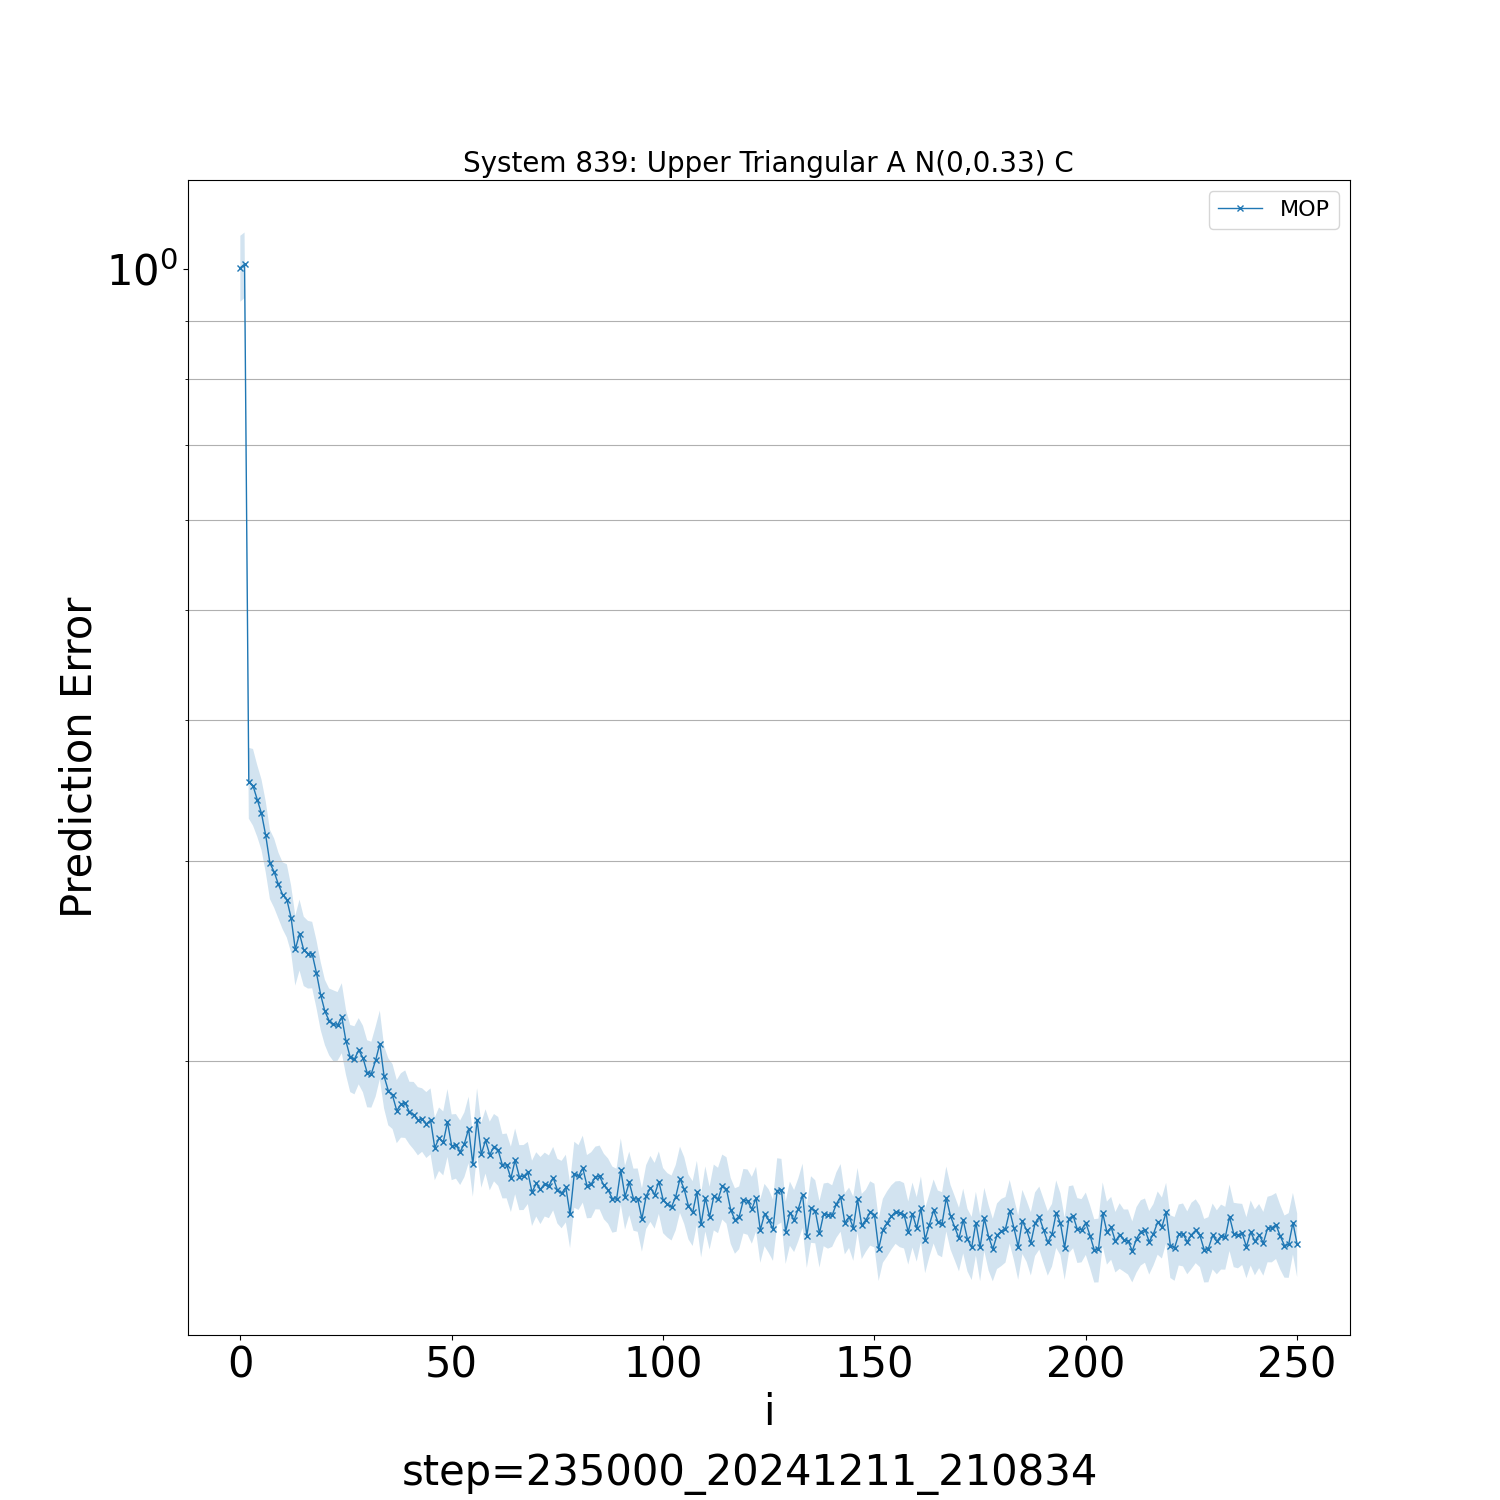 System 839: Upper Triangular A N(0,0.33) C
MOP
10⁰
Prediction Error
0 50 100 150 200 250
i
step=235000_20241211_210834